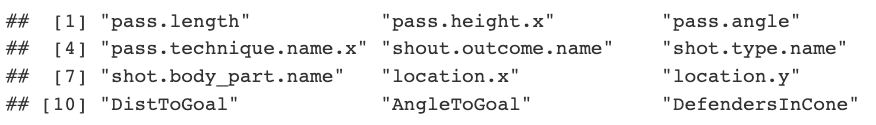 ##  [1] "pass.length"           "pass.height.x"         "pass.angle"
##  [4] "pass.technique.name.x" "shout.outcome.name"    "shot.type.name"
##  [7] "shot.body_part.name"   "location.x"            "location.y"
## [10] "DistToGoal"            "AngleToGoal"           "DefendersInCone"